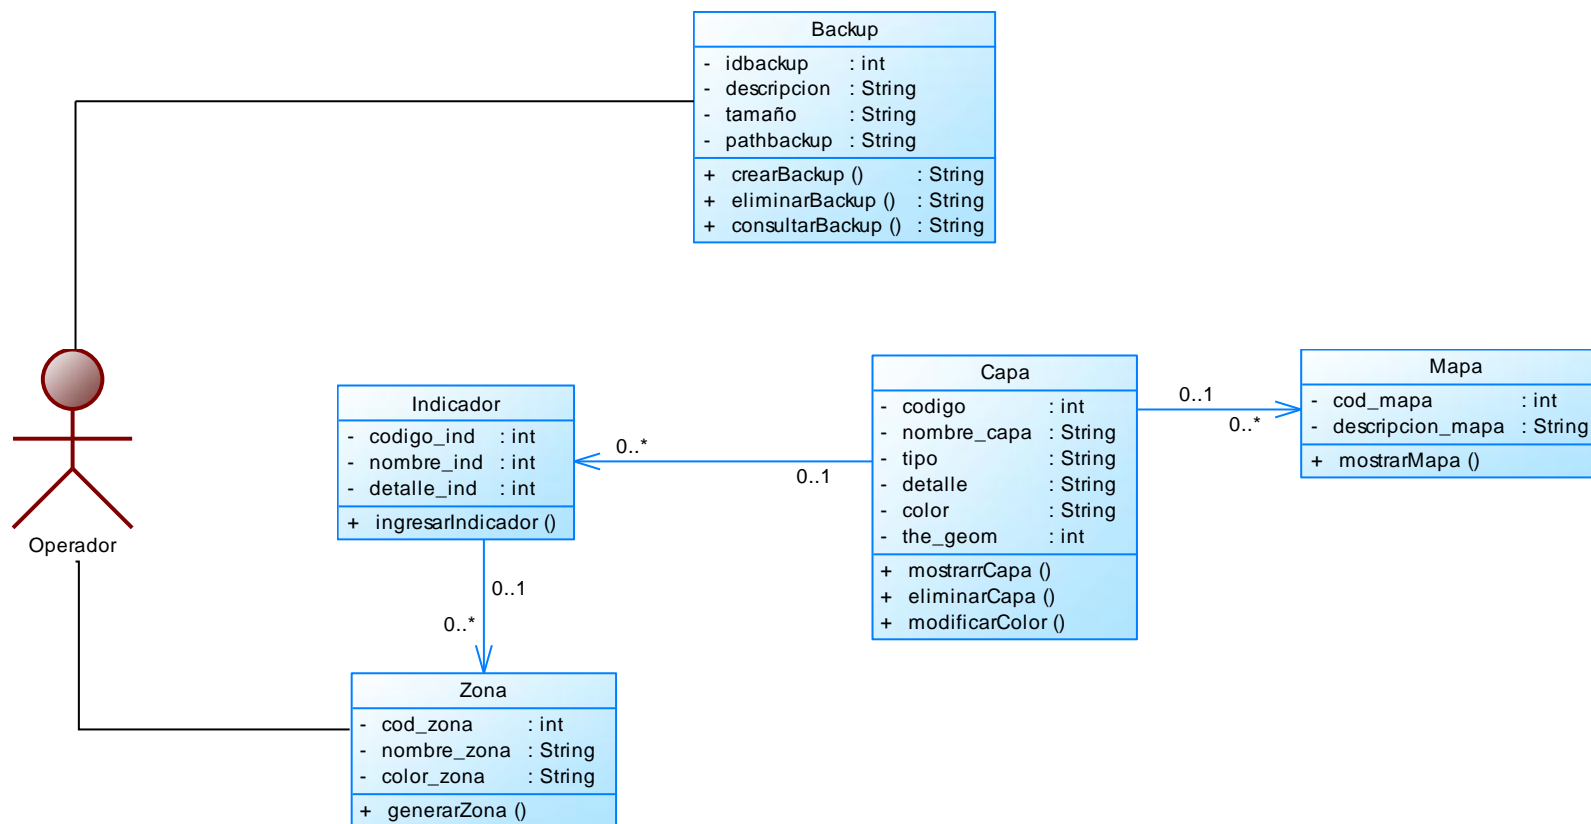 Backup
- idbackup : int
- descripcion : String
- tamaño : String
- pathbackup : String
+ crearBackup () : String
+ eliminarBackup () : String
+ consultarBackup () : String
Operador
Indicador
- codigo_ind : int
- nombre_ind : int
- detalle_ind : int
+ ingresarIndicador ()
0..*
0..1
Capa
- codigo : int
- nombre_capa : String
- tipo : String
- detalle : String
- color : String
- the_geom : int
+ mostrarrCapa ()
+ eliminarCapa ()
+ modificarColor ()
0..1
0..*
Mapa
- cod_mapa : int
- descripcion_mapa : String
+ mostrarMapa ()
0..1
0..*
Zona
- cod_zona : int
- nombre_zona : String
- color_zona : String
+ generarZona ()